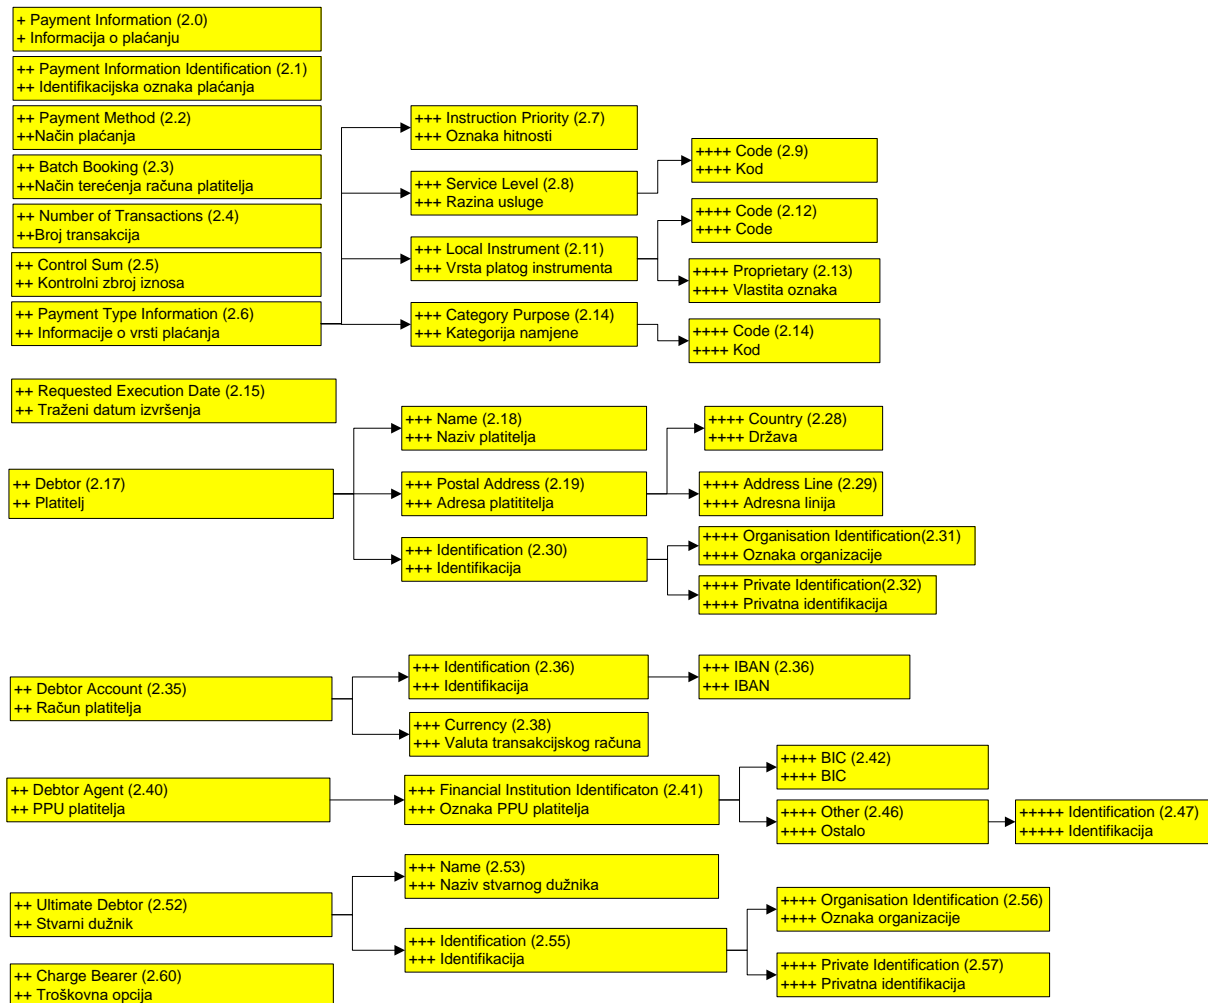 + Payment Information (2.0)
+ Informacija o plaćanju
++ Payment Information Identification (2.1)
++ Identifikacijska oznaka plaćanja
++ Payment Method (2.2)
++Način plaćanja
++ Batch Booking (2.3)
++Način terećenja računa platitelja
++ Number of Transactions (2.4)
++Broj transakcija
++ Control Sum (2.5)
++ Kontrolni zbroj iznosa
++ Payment Type Information (2.6)
++ Informacije o vrsti plaćanja
+++ Instruction Priority (2.7)
+++ Oznaka hitnosti
+++ Service Level (2.8)
+++ Razina usluge
++++ Code (2.9)
++++ Kod
+++ Local Instrument (2.11)
+++ Vrsta platog instrumenta
++++ Code (2.12)
++++ Code
++++ Proprietary (2.13)
++++ Vlastita oznaka
+++ Category Purpose (2.14)
+++ Kategorija namjene
++++ Code (2.14)
++++ Kod
++ Requested Execution Date (2.15)
++ Traženi datum izvršenja
++ Debtor (2.17)
++ Platitelj
+++ Name (2.18)
+++ Naziv platitelja
+++ Postal Address (2.19)
+++ Adresa platititelja
++++ Country (2.28)
++++ Država
++++ Address Line (2.29)
++++ Adresna linija
+++ Identification (2.30)
+++ Identifikacija
++++ Organisation Identification(2.31)
++++ Oznaka organizacije
++++ Private Identification(2.32)
++++ Privatna identifikacija
++ Debtor Account (2.35)
++ Račun platitelja
+++ Identification (2.36)
+++ Identifikacija
+++ IBAN (2.36)
+++ IBAN
+++ Currency (2.38)
+++ Valuta transakcijskog računa
++ Debtor Agent (2.40)
++ PPU platitelja
+++ Financial Institution Identificaton (2.41)
+++ Oznaka PPU platitelja
++++ BIC (2.42)
++++ BIC
++++ Other (2.46)
++++ Ostalo
+++++ Identification (2.47)
+++++ Identifikacija
++ Ultimate Debtor (2.52)
++ Stvarni dužnik
+++ Name (2.53)
+++ Naziv stvarnog dužnika
+++ Identification (2.55)
+++ Identifikacija
++++ Organisation Identification (2.56)
++++ Oznaka organizacije
++++ Private Identification (2.57)
++++ Privatna identifikacija
++ Charge Bearer (2.60)
++ Troškovna opcija